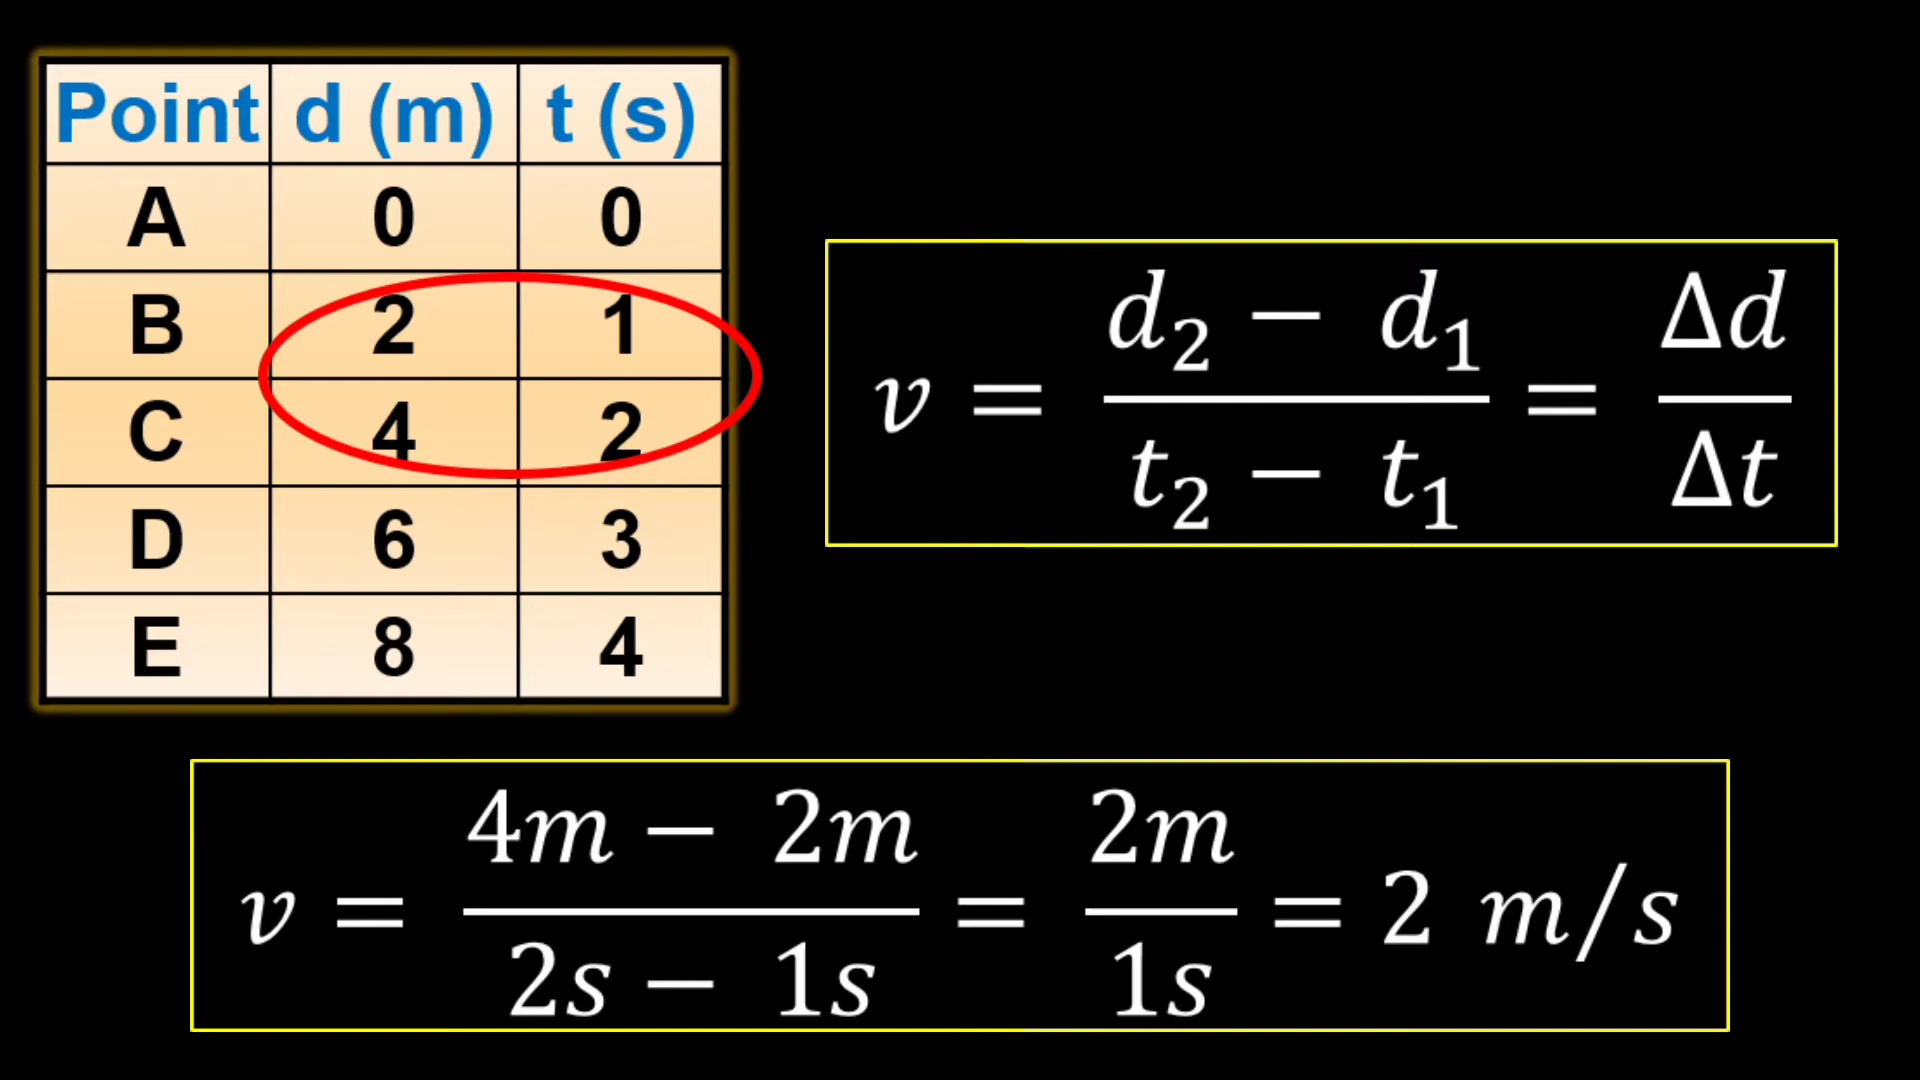 Point d (m) t (s)
A 0 0
B 2 1
C 4 2
D 6 3
E 8 4
v = (d₂ − d₁)/(t₂ − t₁) = Δd/Δt
v = (4m − 2m)/(2s − 1s) = 2m/1s = 2 m/s